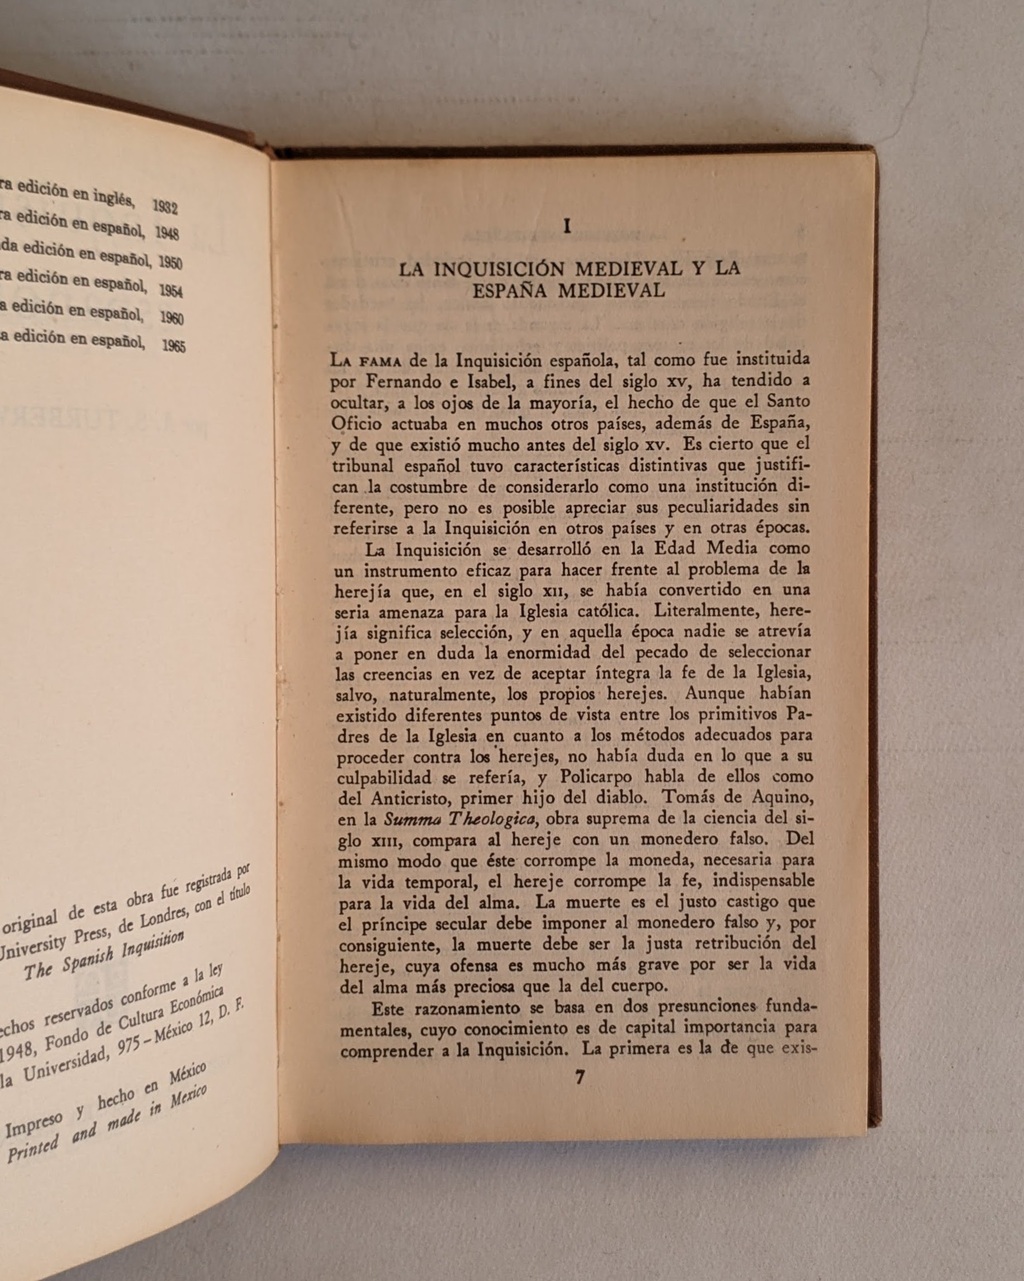 edición en inglés, 1932
edición en español, 1948
edición en español, 1950
edición en español, 1954
edición en español, 1960
edición en español, 1965
original de esta obra fue registrada por
University Press, de Londres, con el título
The Spanish Inquisition
reservados conforme a la ley
1948, Fondo de Cultura Económica
la Universidad, 975 – México 12, D. F.
Impreso y hecho en México
Printed and made in Mexico
I
LA INQUISICIÓN MEDIEVAL Y LA
ESPAÑA MEDIEVAL
LA FAMA de la Inquisición española, tal como fue instituida
por Fernando e Isabel, a fines del siglo XV, ha tendido a
ocultar, a los ojos de la mayoría, el hecho de que el Santo
Oficio actuaba en muchos otros países, además de España,
y de que existió mucho antes del siglo XV. Es cierto que el
tribunal español tuvo características distintivas que justifi-
can la costumbre de considerarlo como una institución di-
ferente, pero no es posible apreciar sus peculiaridades sin
referirse a la Inquisición en otros países y en otras épocas.
La Inquisición se desarrolló en la Edad Media como
un instrumento eficaz para hacer frente al problema de la
herejía que, en el siglo XII, se había convertido en una
seria amenaza para la Iglesia católica. Literalmente, here-
jía significa selección, y en aquella época nadie se atrevía
a poner en duda la enormidad del pecado de seleccionar
las creencias en vez de aceptar íntegra la fe de la Iglesia,
salvo, naturalmente, los propios herejes. Aunque habían
existido diferentes puntos de vista entre los primitivos Pa-
dres de la Iglesia en cuanto a los métodos adecuados para
proceder contra los herejes, no había duda en lo que a su
culpabilidad se refería, y Policarpo habla de ellos como
del Anticristo, primer hijo del diablo. Tomás de Aquino,
en la Summa Theologica, obra suprema de la ciencia del si-
glo XIII, compara al hereje con un monedero falso. Del
mismo modo que éste corrompe la moneda, necesaria para
la vida temporal, el hereje corrompe la fe, indispensable
para la vida del alma. La muerte es el justo castigo que
el príncipe secular debe imponer al monedero falso y, por
consiguiente, la muerte debe ser la justa retribución del
hereje, cuya ofensa es mucho más grave por ser la vida
del alma más preciosa que la del cuerpo.
Este razonamiento se basa en dos presunciones funda-
mentales, cuyo conocimiento es de capital importancia para
comprender a la Inquisición. La primera es la de que exis-
7